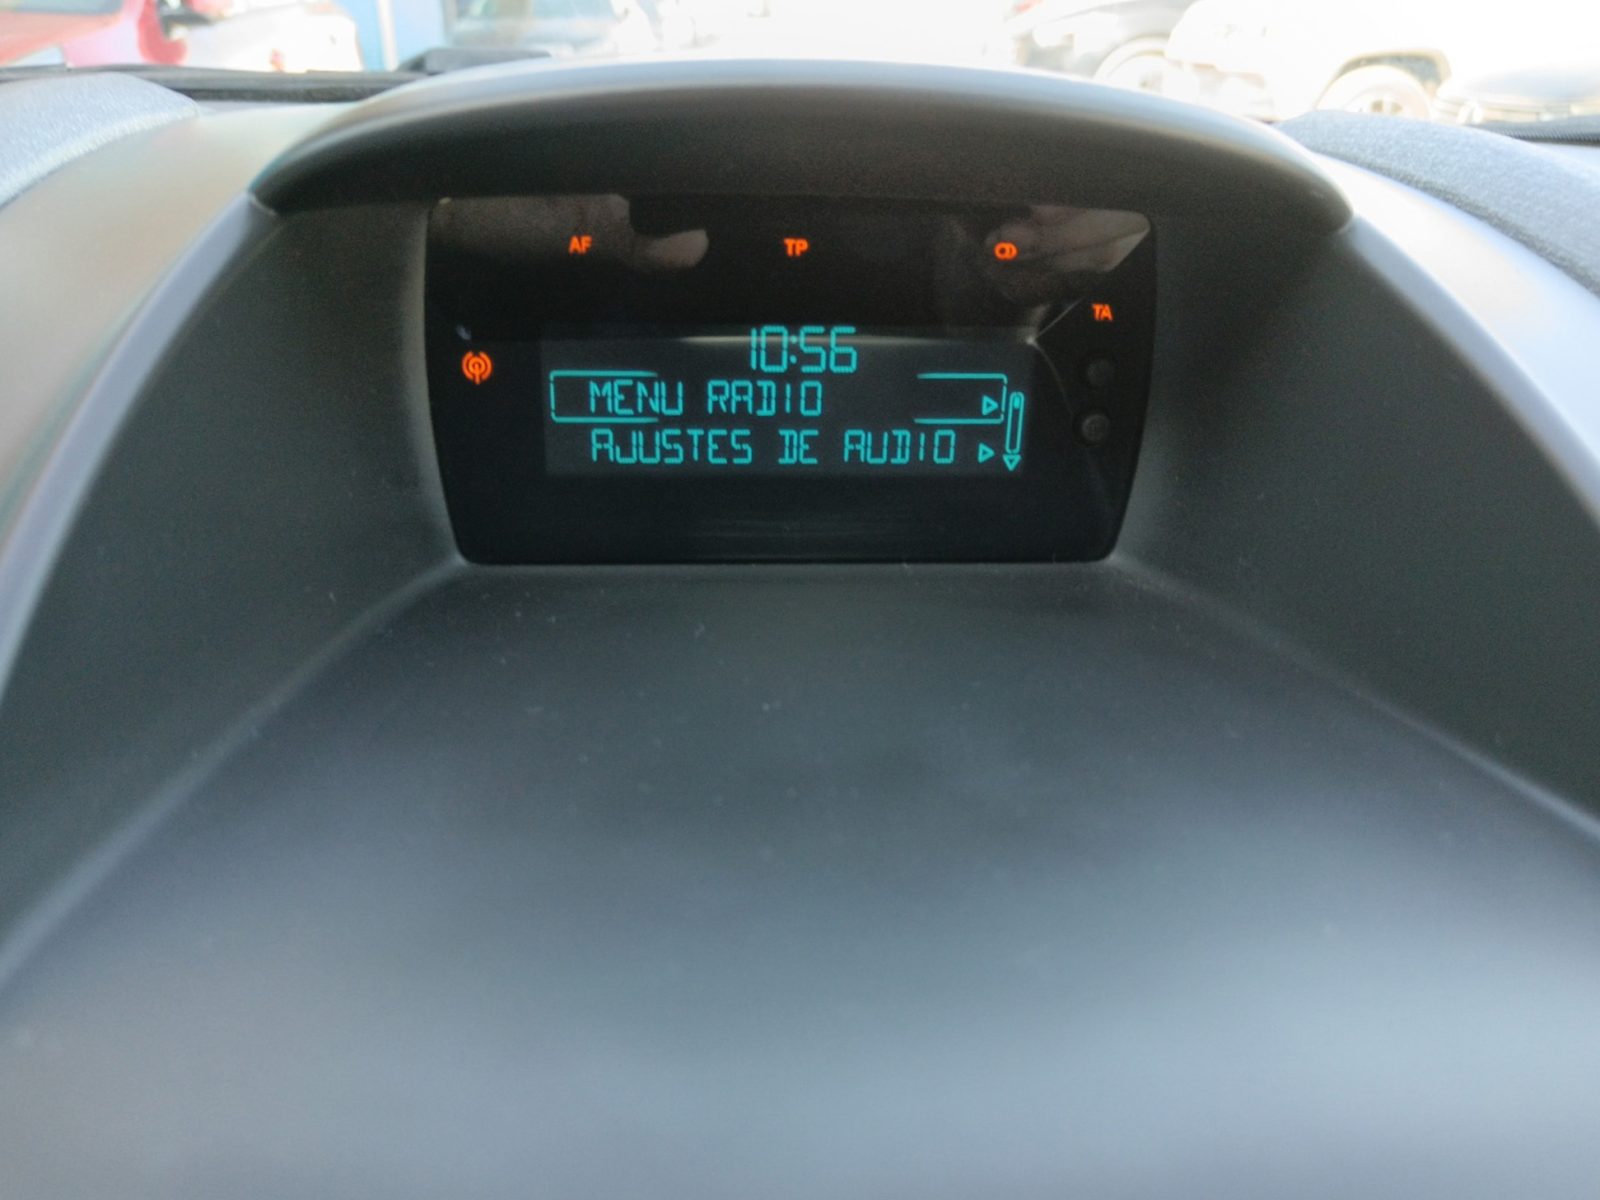 AF TP
TA
10:56
MENU RADIO
AJUSTES DE AUDIO